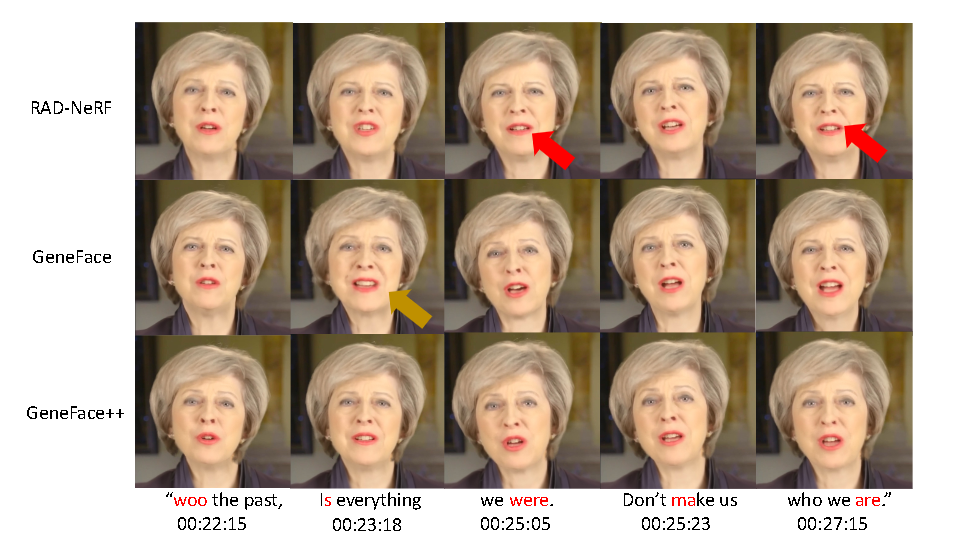 RAD-NeRF
GeneFace
GeneFace++
“woo the past,
Is everything
we were.
Don’t make us
who we are.”
00:22:15
00:23:18
00:25:05
00:25:23
00:27:15